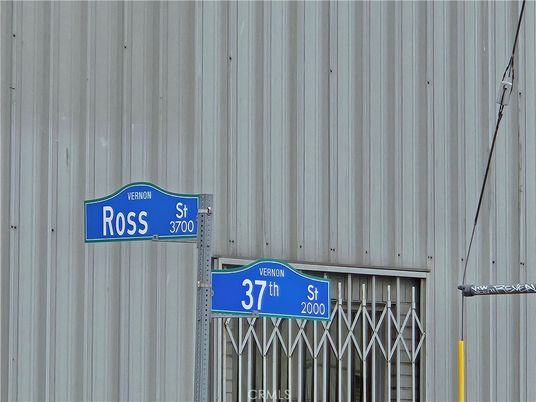 VERNON
Ross St
3700
VERNON
37th St
2000
CRMLS